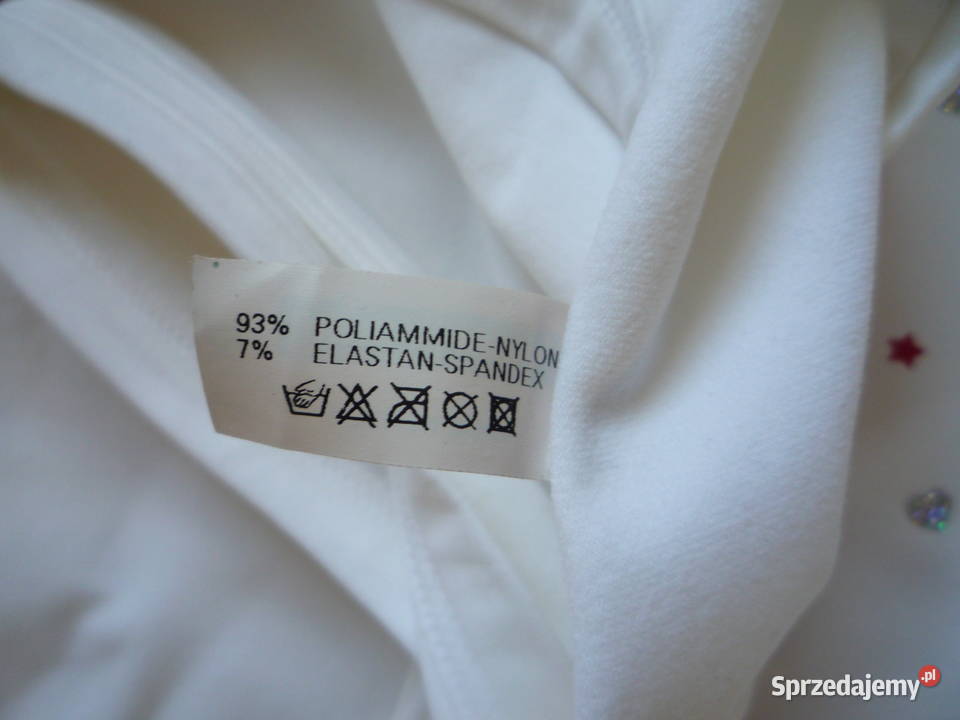 93% POLIAMMIDE-NYLON
7% ELASTAN-SPANDEX
Sprzedajemy.pl